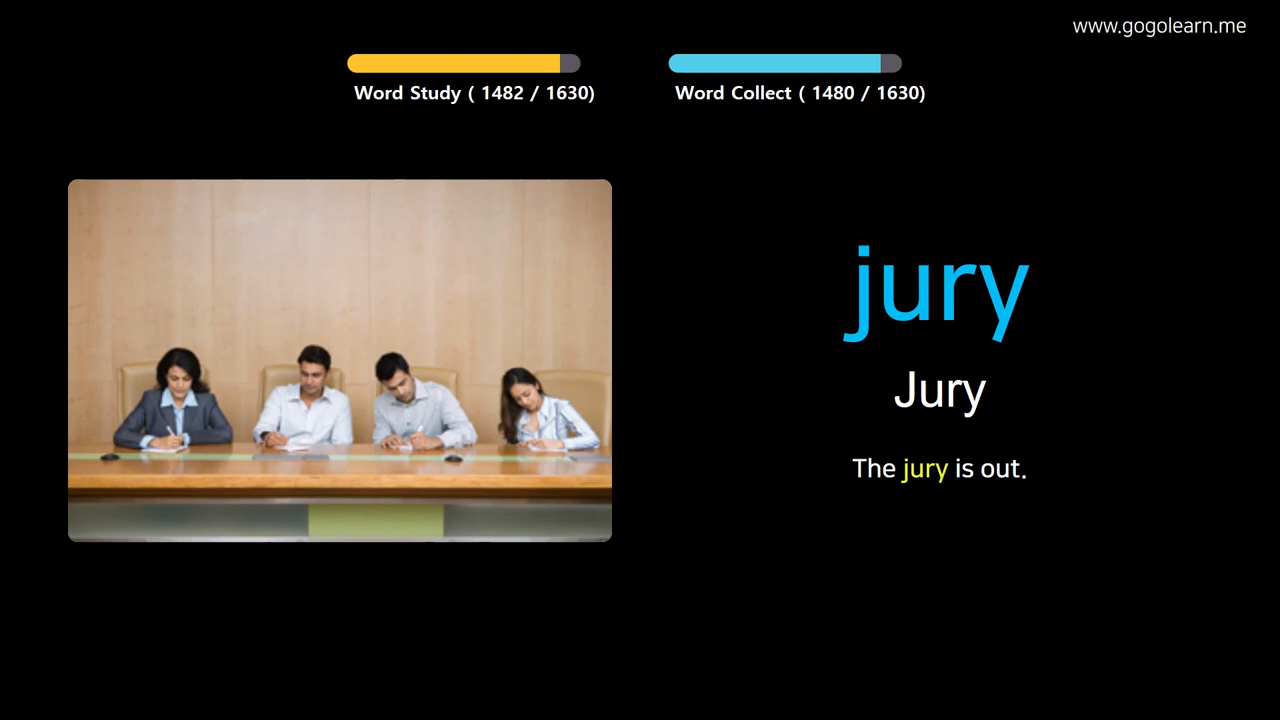 www.gogolearn.me
Word Study ( 1482 / 1630)
Word Collect ( 1480 / 1630)
jury
Jury
The jury is out.